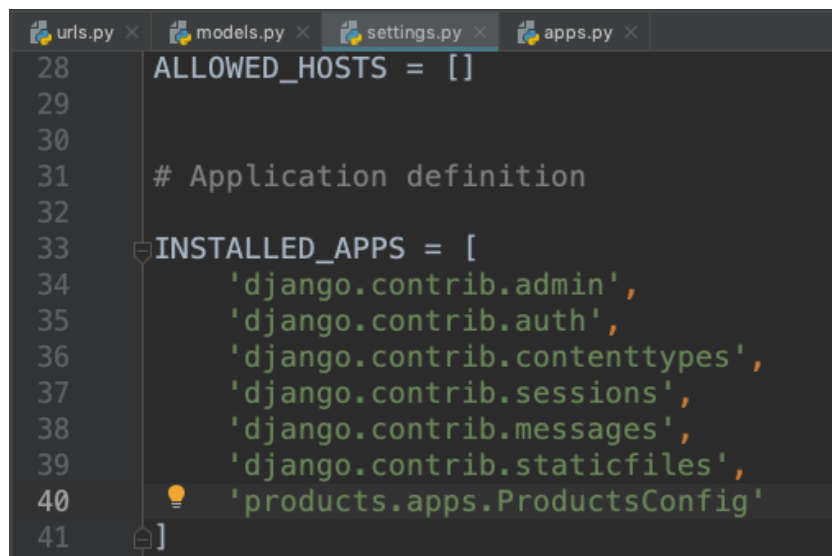 urls.py models.py settings.py apps.py
28 ALLOWED_HOSTS = []
29
30
31 # Application definition
32
33 INSTALLED_APPS = [
34     'django.contrib.admin',
35     'django.contrib.auth',
36     'django.contrib.contenttypes',
37     'django.contrib.sessions',
38     'django.contrib.messages',
39     'django.contrib.staticfiles',
40     'products.apps.ProductsConfig'
41 ]